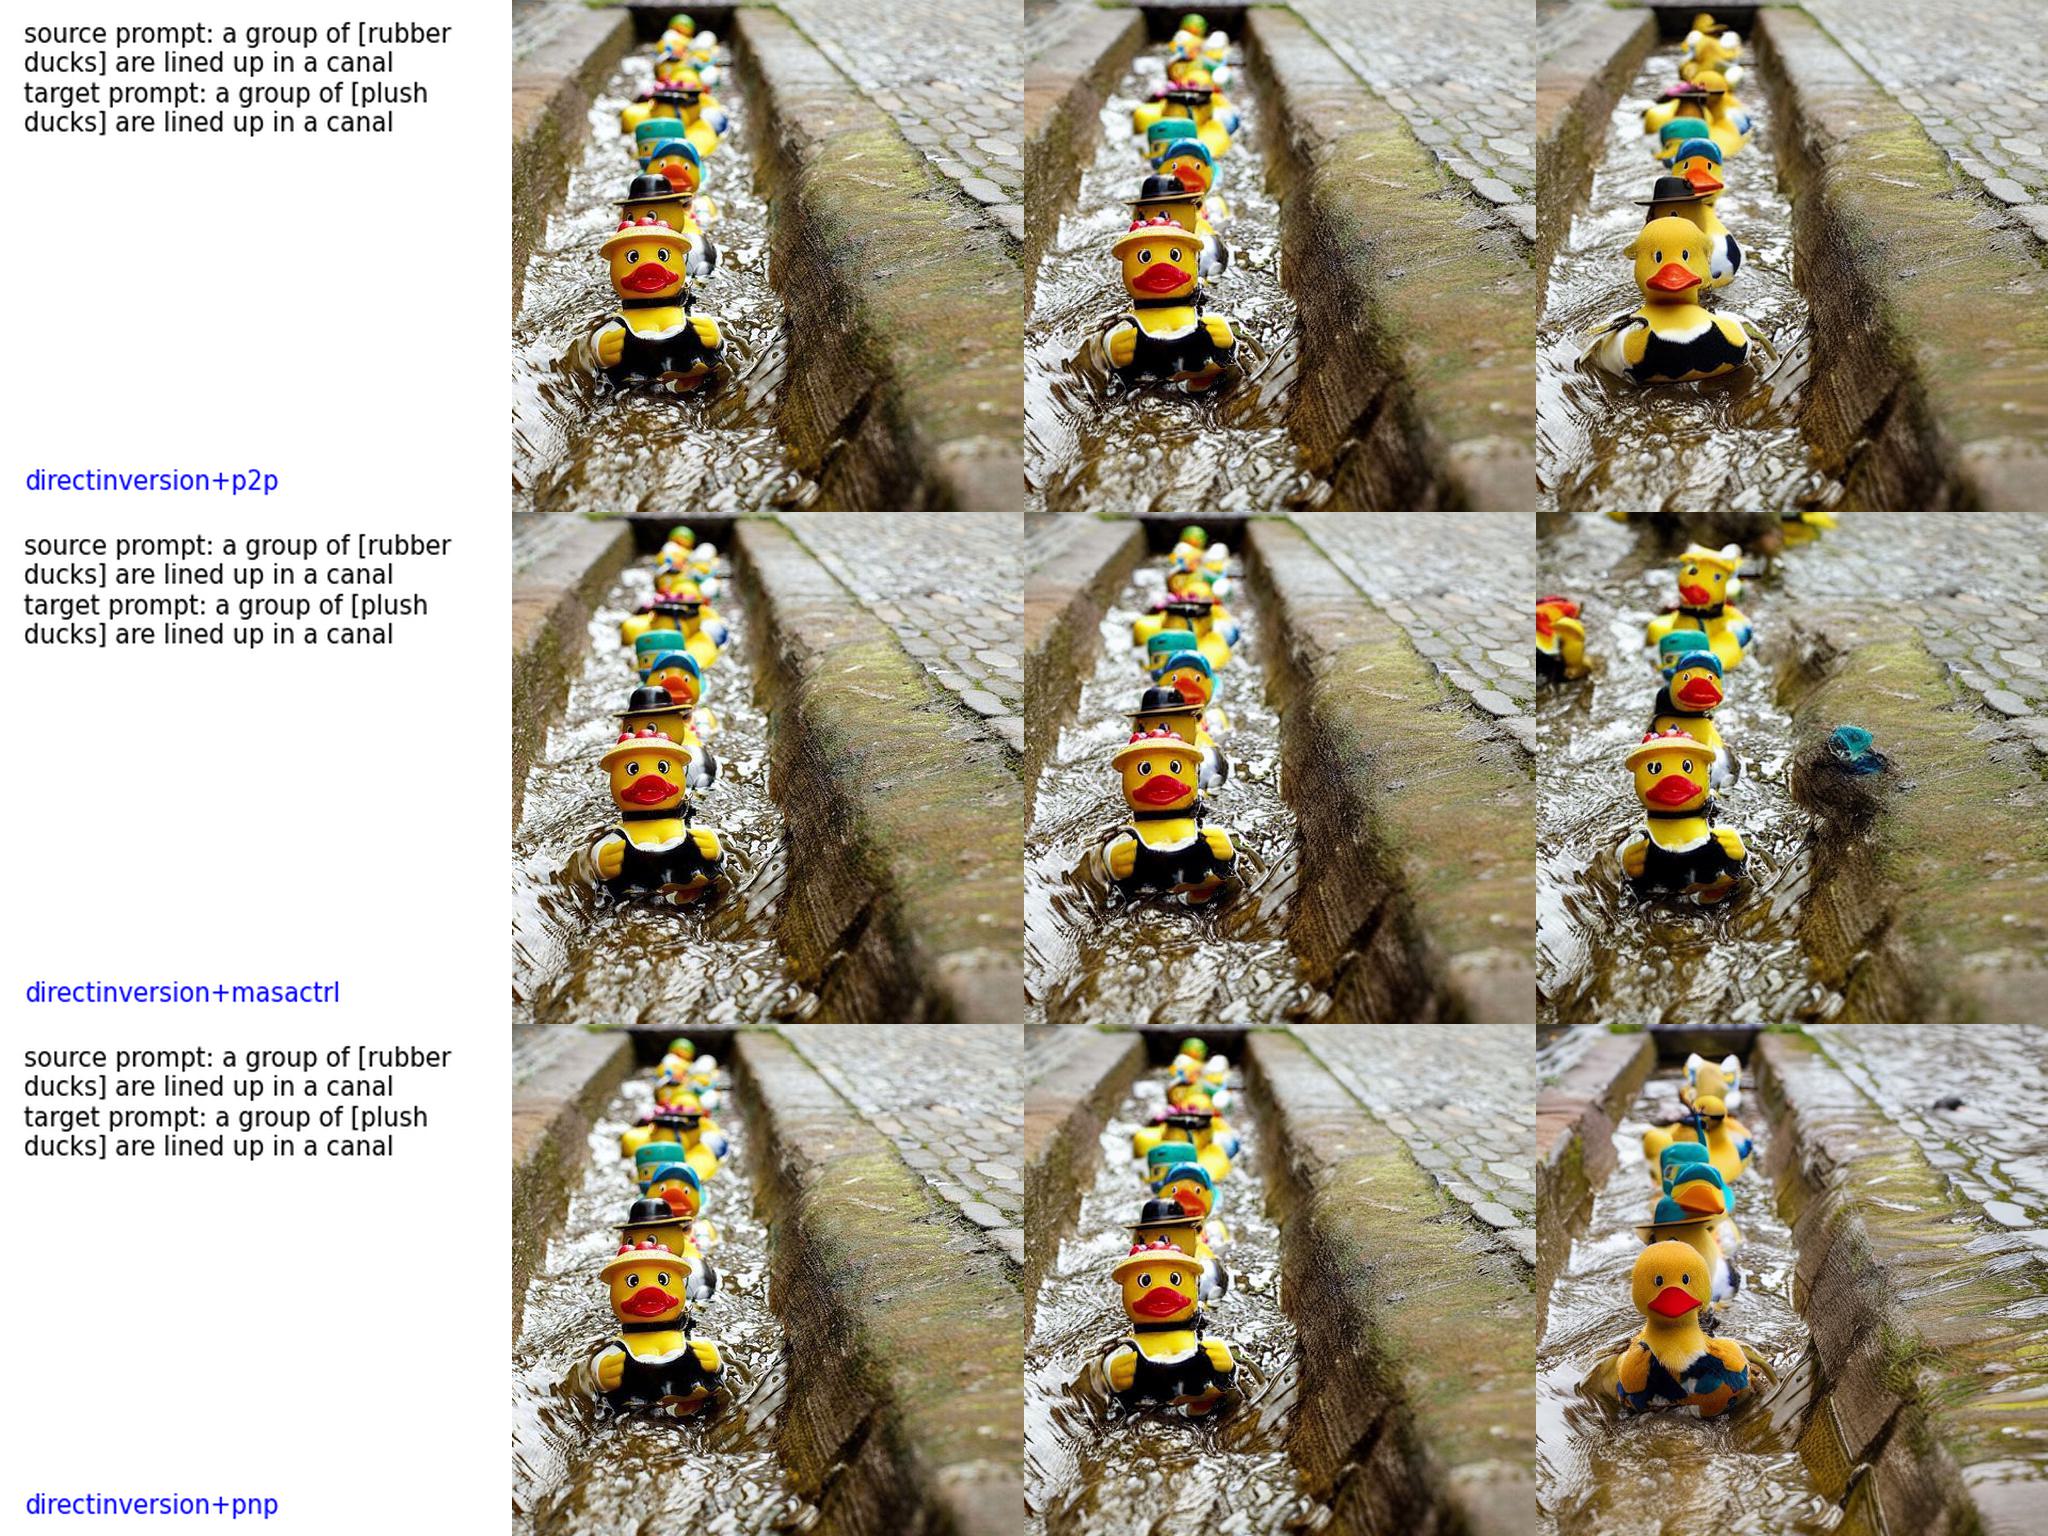 source prompt: a group of [rubber
ducks] are lined up in a canal
target prompt: a group of [plush
ducks] are lined up in a canal
directinversion+p2p
source prompt: a group of [rubber
ducks] are lined up in a canal
target prompt: a group of [plush
ducks] are lined up in a canal
directinversion+masactrl
source prompt: a group of [rubber
ducks] are lined up in a canal
target prompt: a group of [plush
ducks] are lined up in a canal
directinversion+pnp